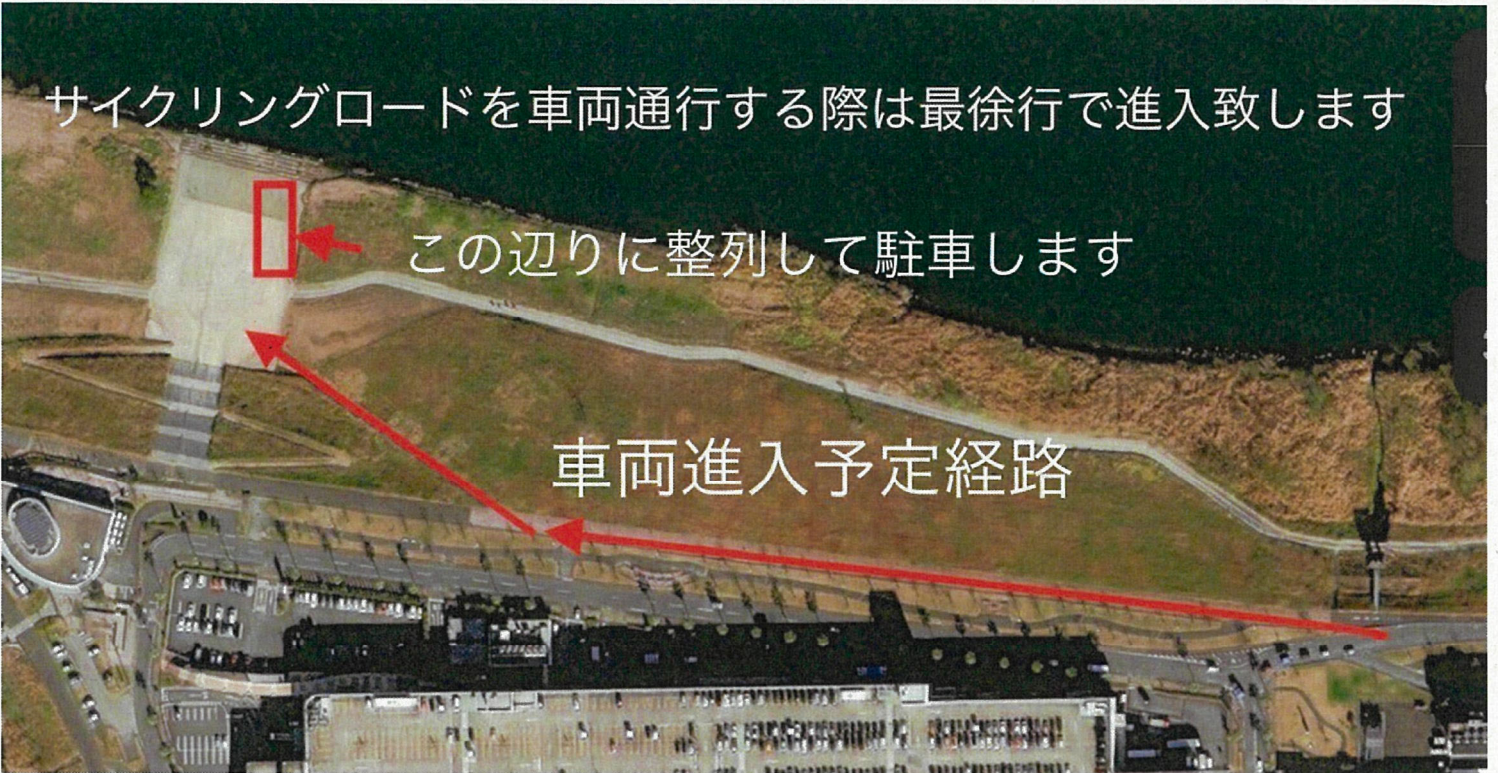 サイクリングロードを車両通行する際は最徐行で進入致します
この辺りに整列して駐車します
車両進入予定経路